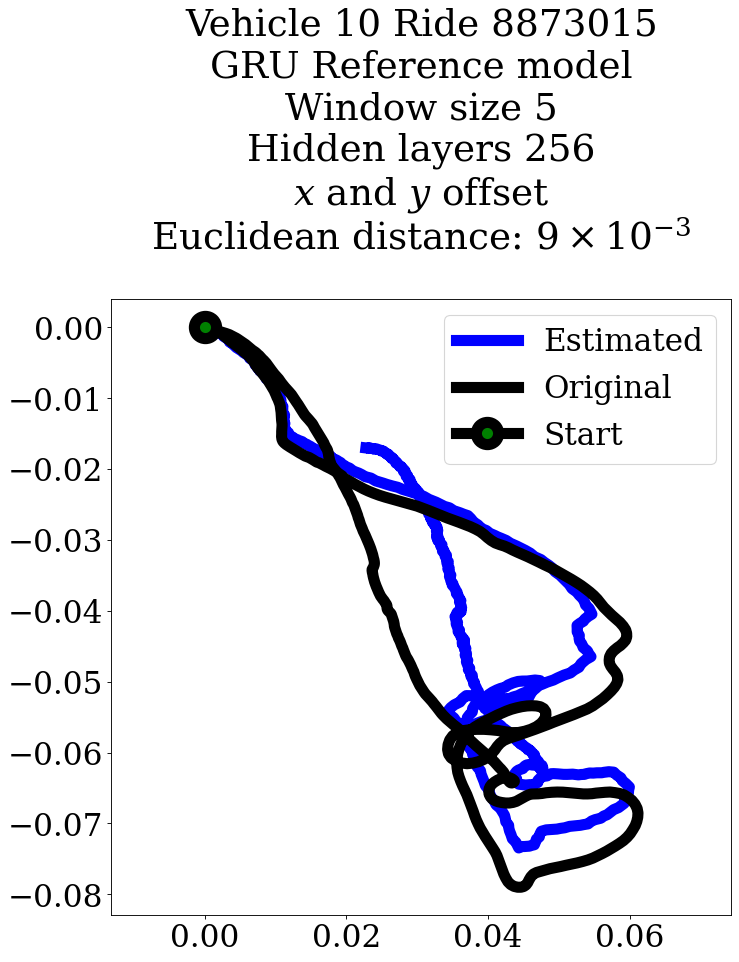 Vehicle 10 Ride 8873015
GRU Reference model
Window size 5
Hidden layers 256
x and y offset
Euclidean distance: 9 × 10⁻³
Estimated
Original
Start
0.00
−0.01
−0.02
−0.03
−0.04
−0.05
−0.06
−0.07
−0.08
0.00 0.02 0.04 0.06